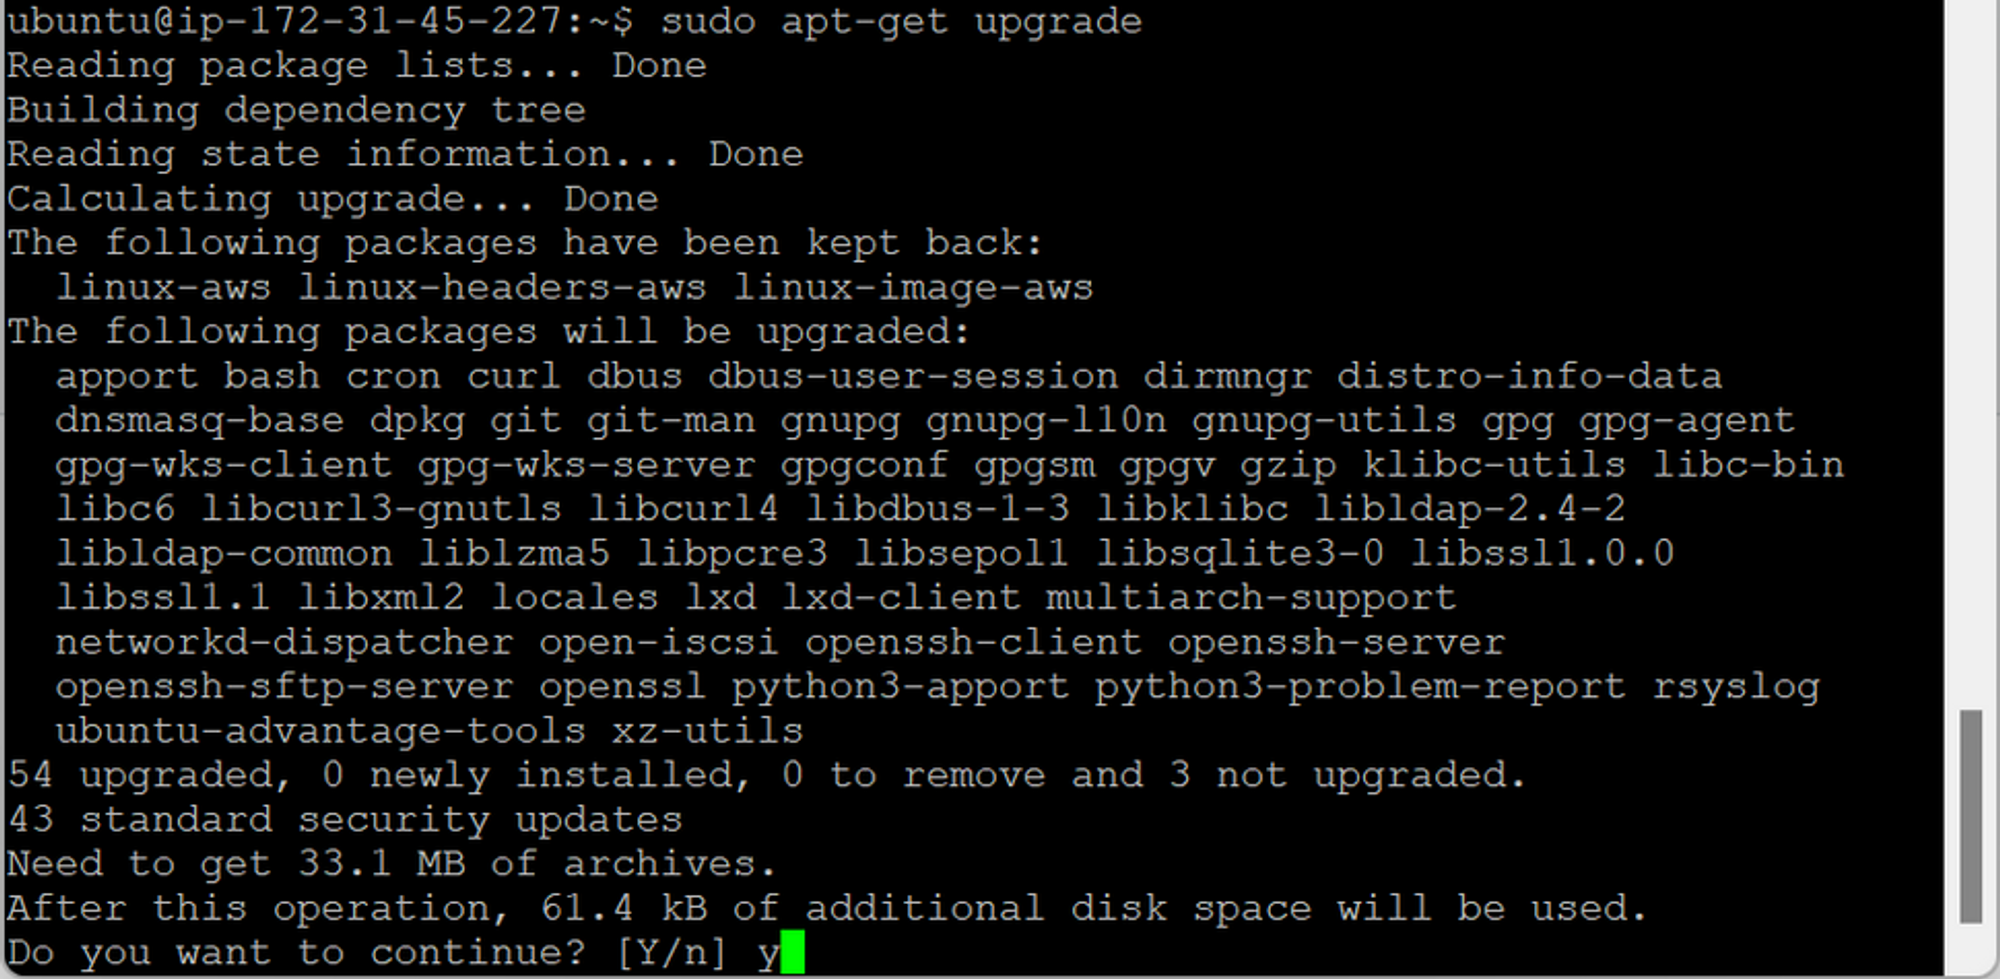 ubuntu@ip-172-31-45-227:~$ sudo apt-get upgrade
Reading package lists... Done
Building dependency tree
Reading state information... Done
Calculating upgrade... Done
The following packages have been kept back:
  linux-aws linux-headers-aws linux-image-aws
The following packages will be upgraded:
  apport bash cron curl dbus dbus-user-session dirmngr distro-info-data
  dnsmasq-base dpkg git git-man gnupg gnupg-l10n gnupg-utils gpg gpg-agent
  gpg-wks-client gpg-wks-server gpgconf gpgsm gpgv gzip klibc-utils libc-bin
  libc6 libcurl3-gnutls libcurl4 libdbus-1-3 libklibc libldap-2.4-2
  libldap-common liblzma5 libpcre3 libsepol1 libsqlite3-0 libssl1.0.0
  libssl1.1 libxml2 locales lxd lxd-client multiarch-support
  networkd-dispatcher open-iscsi openssh-client openssh-server
  openssh-sftp-server openssl python3-apport python3-problem-report rsyslog
  ubuntu-advantage-tools xz-utils
54 upgraded, 0 newly installed, 0 to remove and 3 not upgraded.
43 standard security updates
Need to get 33.1 MB of archives.
After this operation, 61.4 kB of additional disk space will be used.
Do you want to continue? [Y/n] y